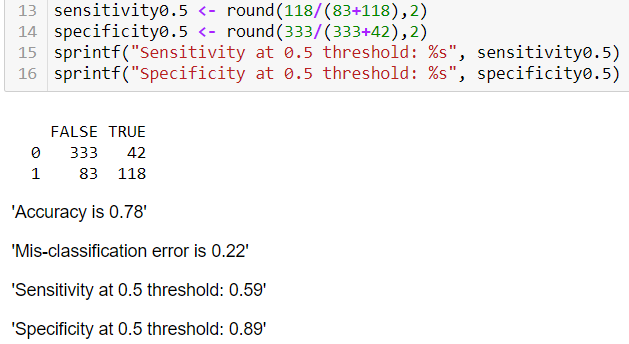 13 sensitivity0.5 <- round(118/(83+118),2)
14 specificity0.5 <- round(333/(333+42),2)
15 sprintf("Sensitivity at 0.5 threshold: %s", sensitivity0.5)
16 sprintf("Specificity at 0.5 threshold: %s", specificity0.5)
FALSE TRUE
0 333 42
1 83 118
'Accuracy is 0.78'
'Mis-classification error is 0.22'
'Sensitivity at 0.5 threshold: 0.59'
'Specificity at 0.5 threshold: 0.89'